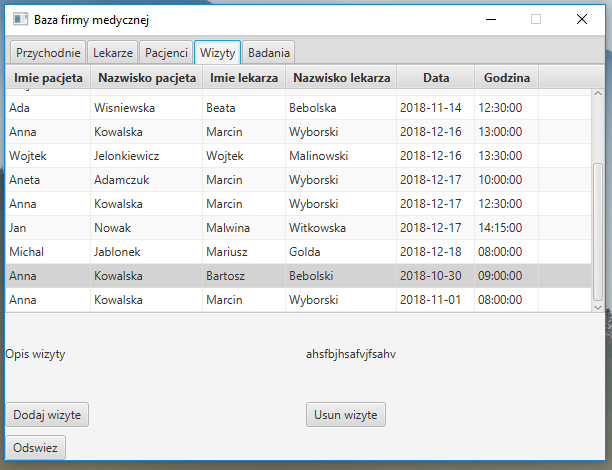 Baza firmy medycznej
Przychodnie Lekarze Pacjenci Wizyty Badania
Imie pacjeta Nazwisko pacjeta Imie lekarza Nazwisko lekarza Data Godzina
Ada Wisniewska Beata Bebolska 2018-11-14 12:30:00
Anna Kowalska Marcin Wyborski 2018-12-16 13:00:00
Wojtek Jelonkiewicz Wojtek Malinowski 2018-12-16 13:30:00
Aneta Adamczuk Marcin Wyborski 2018-12-17 10:00:00
Anna Kowalska Marcin Wyborski 2018-12-17 12:30:00
Jan Nowak Malwina Witkowska 2018-12-17 14:15:00
Michal Jablonek Mariusz Golda 2018-12-18 08:00:00
Anna Kowalska Bartosz Bebolski 2018-10-30 09:00:00
Anna Kowalska Marcin Wyborski 2018-11-01 08:00:00
Opis wizyty ahsfbjhsafvjfsahv
Dodaj wizyte Usun wizyte
Odswiez